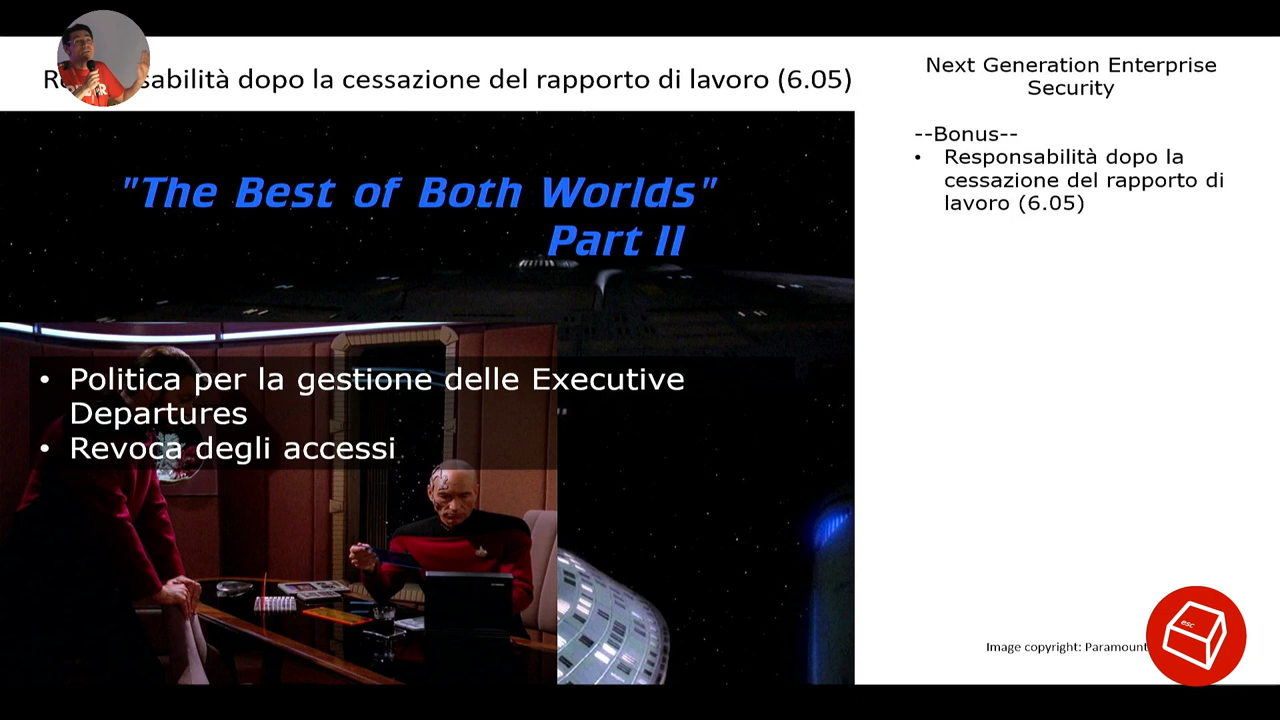 sabilità dopo la cessazione del rapporto di lavoro (6.05)
Next Generation Enterprise
Security
--Bonus--
• Responsabilità dopo la
cessazione del rapporto di
lavoro (6.05)
"The Best of Both Worlds"
Part II
• Politica per la gestione delle Executive
Departures
• Revoca degli accessi
Image copyright: Paramount
esc